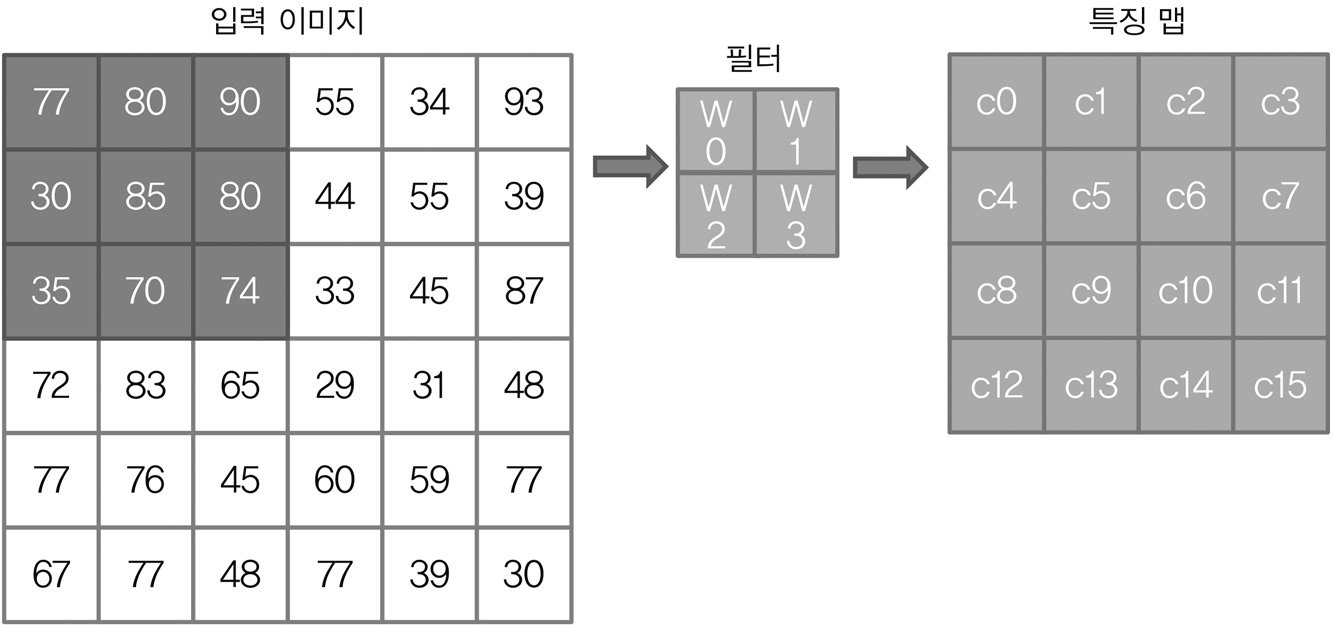 입력 이미지
77 80 90 55 34 93
30 85 80 44 55 39
35 70 74 33 45 87
72 83 65 29 31 48
77 76 45 60 59 77
67 77 48 77 39 30
필터
W W
0 1
W W
2 3
특징 맵
c0 c1 c2 c3
c4 c5 c6 c7
c8 c9 c10 c11
c12 c13 c14 c15